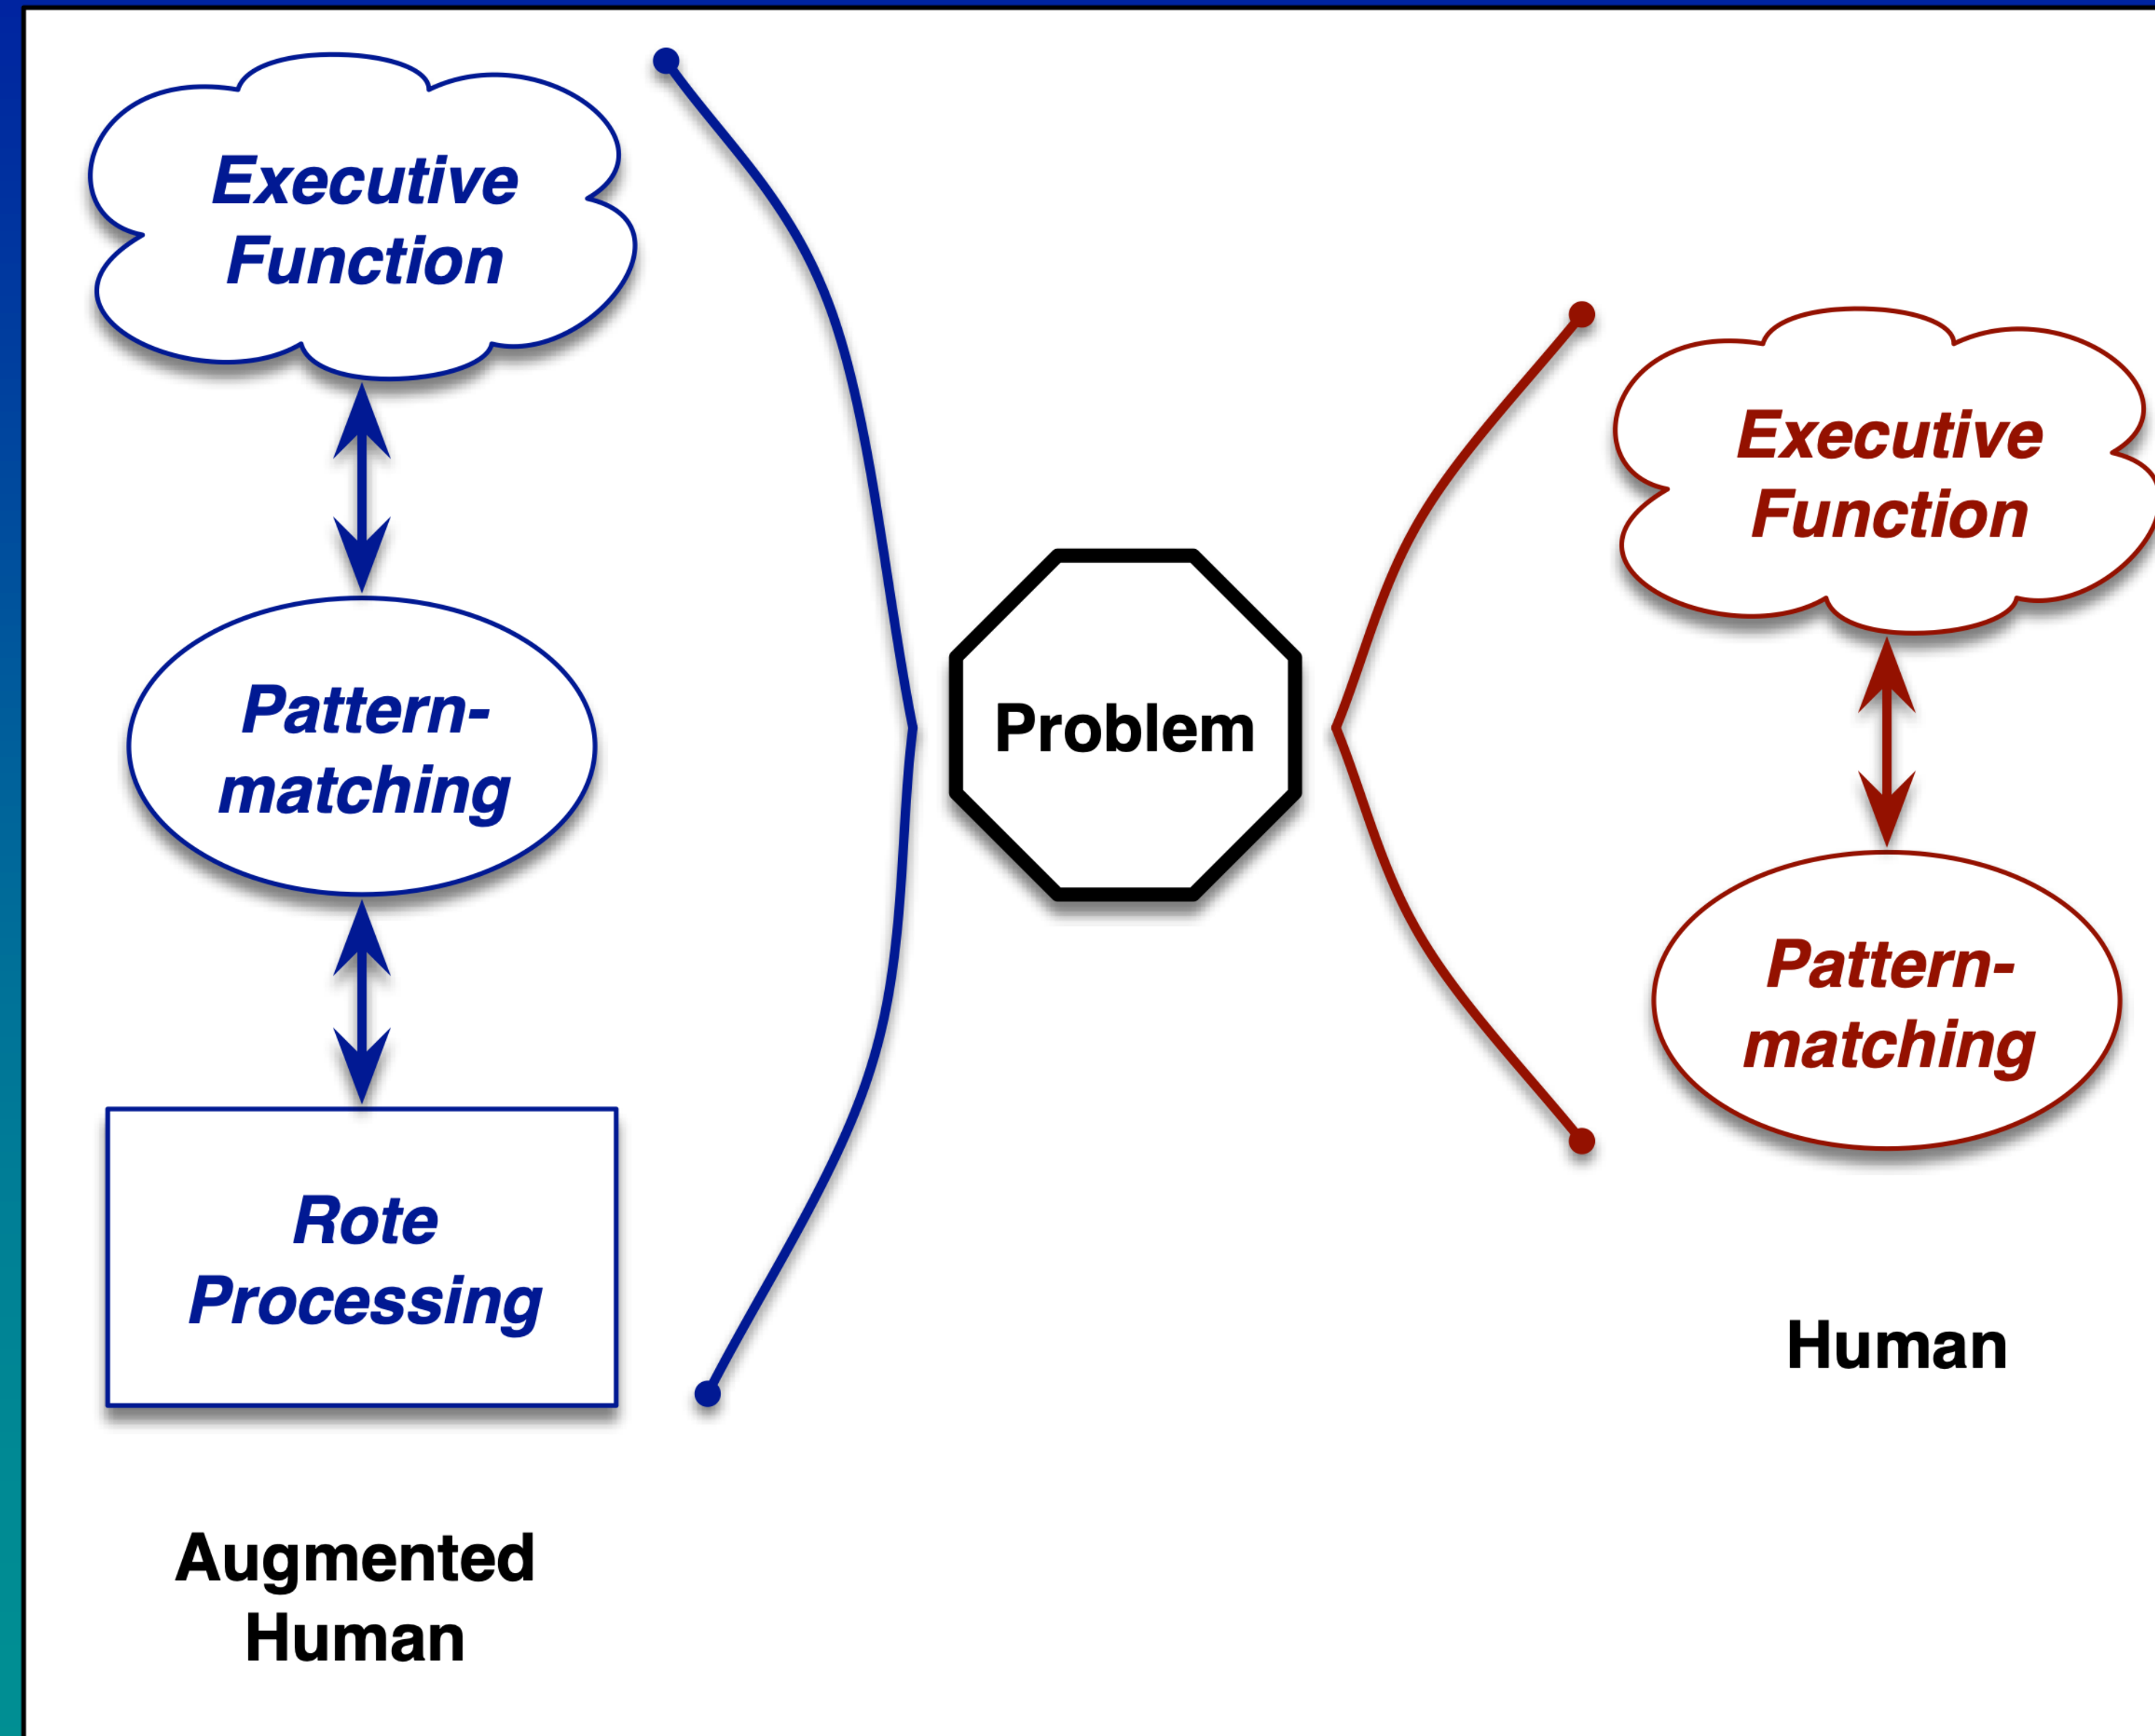 Executive
Function
Pattern-
matching
Rote
Processing
Augmented
Human
Problem
Executive
Function
Pattern-
matching
Human